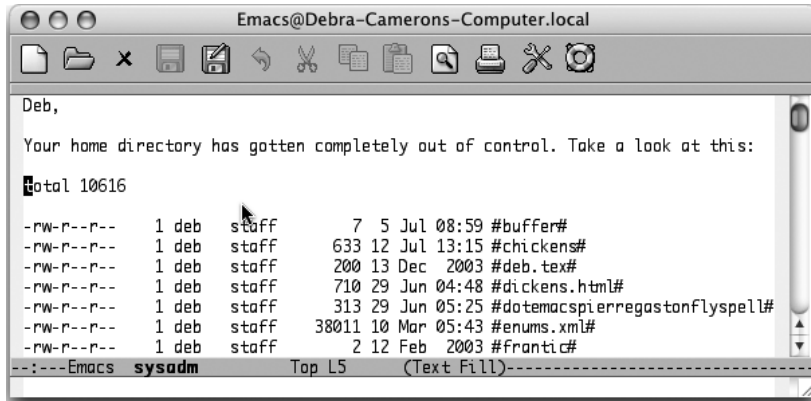 Emacs@Debra-Camerons-Computer.local
Deb,
Your home directory has gotten completely out of control. Take a look at this:
total 10616
-rw-r--r--    1 deb    staff        7  5 Jul 08:59 #buffer#
-rw-r--r--    1 deb    staff      633 12 Jul 13:15 #chickens#
-rw-r--r--    1 deb    staff      200 13 Dec  2003 #deb.tex#
-rw-r--r--    1 deb    staff      710 29 Jun 04:48 #dickens.html#
-rw-r--r--    1 deb    staff      313 29 Jun 05:25 #dotemacspierregastonflyspell#
-rw-r--r--    1 deb    staff    38011 10 Mar 05:43 #enums.xml#
-rw-r--r--    1 deb    staff        2 12 Feb  2003 #frantic#
--:---Emacs  sysadm          Top L5      (Text Fill)---------------------------------